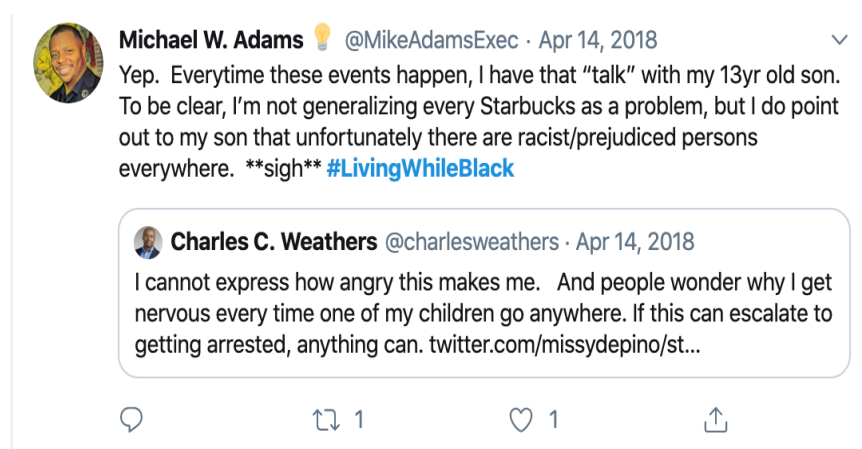 Michael W. Adams 💡 @MikeAdamsExec · Apr 14, 2018
Yep.  Everytime these events happen, I have that “talk” with my 13yr old son.
To be clear, I’m not generalizing every Starbucks as a problem, but I do point
out to my son that unfortunately there are racist/prejudiced persons
everywhere.  **sigh** #LivingWhileBlack
Charles C. Weathers @charlesweathers · Apr 14, 2018
I cannot express how angry this makes me.   And people wonder why I get
nervous every time one of my children go anywhere. If this can escalate to
getting arrested, anything can. twitter.com/missydepino/st...
1 1